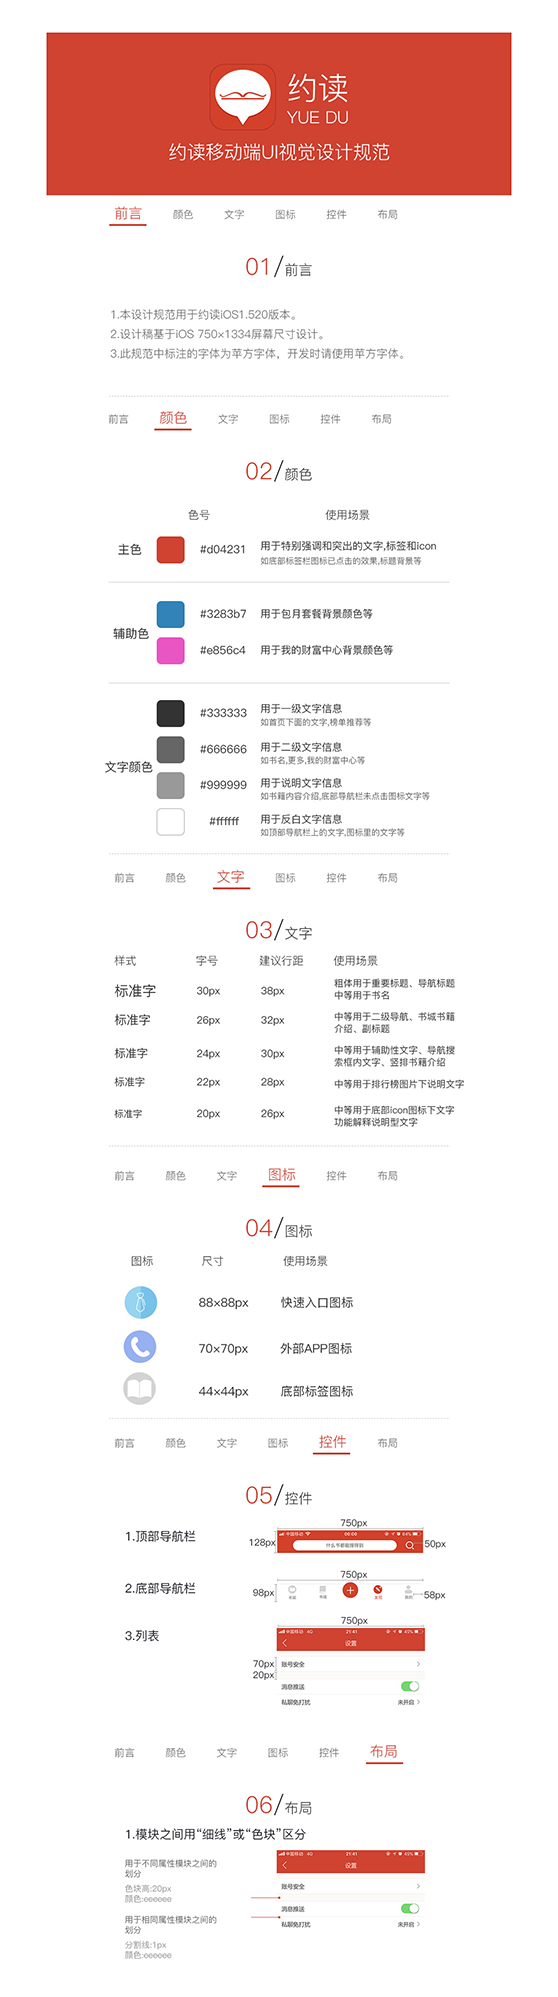 约读
YUE DU
约读移动端UI视觉设计规范
前言 颜色 文字 图标 控件 布局
01/前言
1.本设计规范用于约读iOS1.520版本。
2.设计稿基于iOS 750×1334屏幕尺寸设计。
3.此规范中标注的字体为苹方字体，开发时请使用苹方字体。
前言 颜色 文字 图标 控件 布局
02/颜色
色号 使用场景
主色 #d04231 用于特别强调和突出的文字,标签和icon
如底部标签栏图标已点击的效果,标题背景等
辅助色
#3283b7 用于包月套餐背景颜色等
#e856c4 用于我的财富中心背景颜色等
文字颜色
#333333 用于一级文字信息
如首页下面的文字,榜单推荐等
#666666 用于二级文字信息
如书名,更多,我的财富中心等
#999999 用于说明文字信息
如书籍内容介绍,底部导航栏未点击图标文字等
#ffffff 用于反白文字信息
如顶部导航栏上的文字,图标里的文字等
前言 颜色 文字 图标 控件 布局
03/文字
样式 字号 建议行距 使用场景
标准字 30px 38px 粗体用于重要标题、导航标题
中等用于书名
标准字 26px 32px 中等用于二级导航、书城书籍
介绍、副标题
标准字 24px 30px 中等用于辅助性文字、导航搜
索框内文字、竖排书籍介绍
标准字 22px 28px 中等用于排行榜图片下说明文字
标准字 20px 26px 中等用于底部icon图标下文字
功能解释说明型文字
前言 颜色 文字 图标 控件 布局
04/图标
图标 尺寸 使用场景
88×88px 快速入口图标
70×70px 外部APP图标
44×44px 底部标签图标
前言 颜色 文字 图标 控件 布局
05/控件
1.顶部导航栏
750px
128px
中国移动
什么书都能搜得到
50px
2.底部导航栏
750px
98px
发现
我的
58px
3.列表
750px
中国移动 4G 21:41 45%
设置
70px
账号安全
20px
消息推送
私聊免打扰 未开启
前言 颜色 文字 图标 控件 布局
06/布局
1.模块之间用“细线”或“色块”区分
用于不同属性模块之间的
划分
色块高:20px
颜色:eeeeee
用于相同属性模块之间的
划分
分割线:1px
颜色:eeeeee
中国移动 4G 21:41 45%
设置
账号安全
消息推送
私聊免打扰 未开启